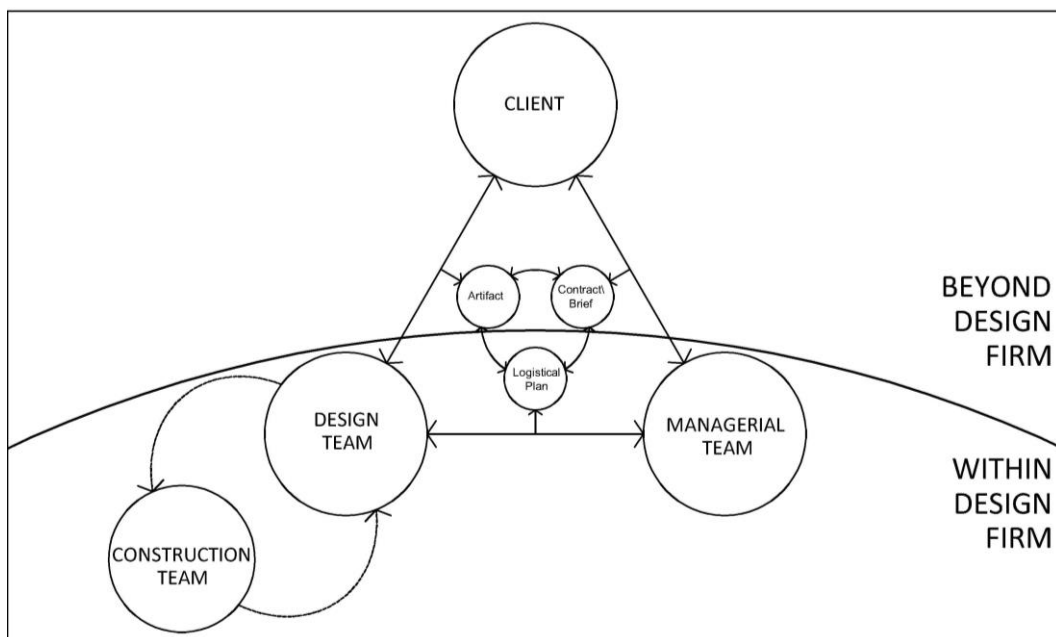 CLIENT
Artifact
Contract\
Brief
BEYOND
DESIGN
FIRM
Logistical
Plan
DESIGN
TEAM
MANAGERIAL
TEAM
WITHIN
DESIGN
FIRM
CONSTRUCTION
TEAM